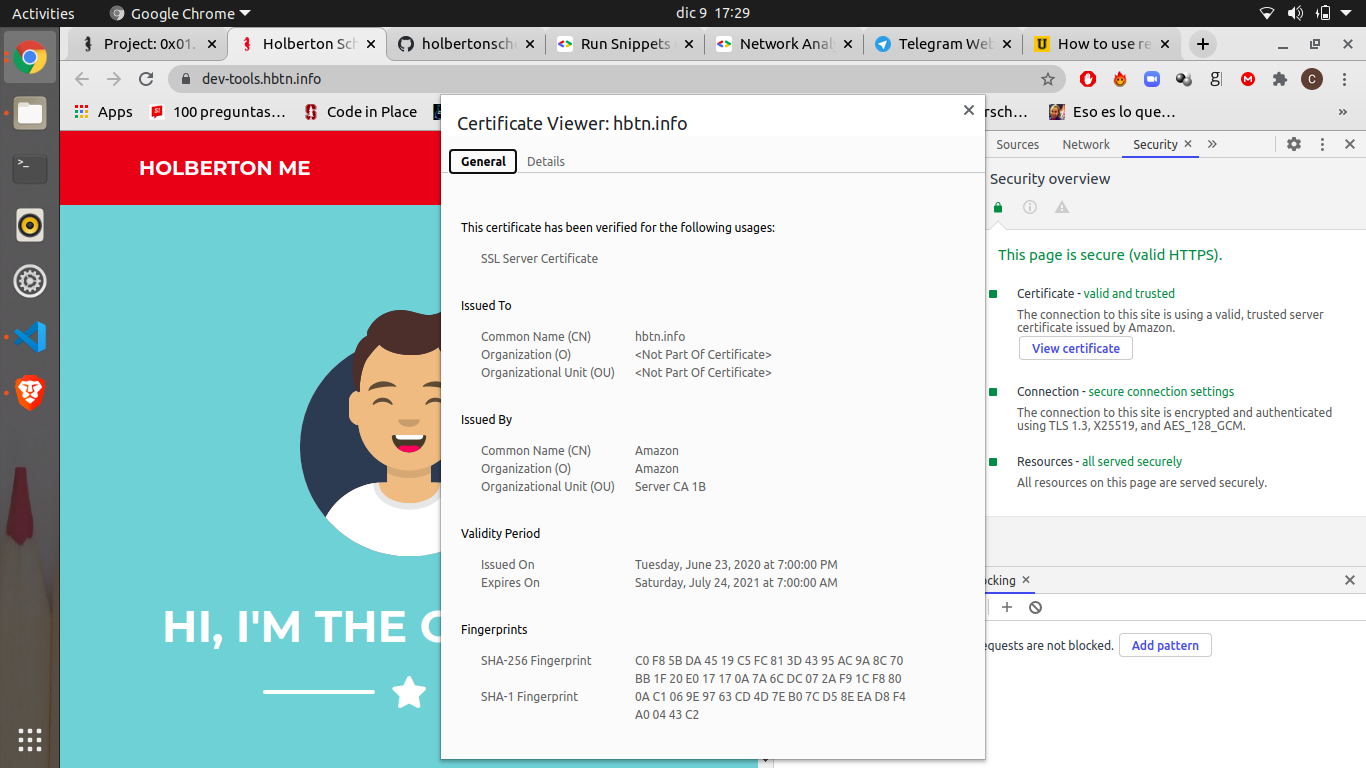 Activities
Google Chrome
dic 9 17:29
Project: 0x01.
Holberton Sch
holbertonsch
Run Snippets
Network Anal
Telegram Web
How to use re
dev-tools.hbtn.info
Apps
100 preguntas…
Code in Place
ersch…
Eso es lo que…
»
HOLBERTON ME
HI, I'M THE
Certificate Viewer: hbtn.info
General
Details
This certificate has been verified for the following usages:
SSL Server Certificate
Issued To
Common Name (CN) hbtn.info
Organization (O) <Not Part Of Certificate>
Organizational Unit (OU) <Not Part Of Certificate>
Issued By
Common Name (CN) Amazon
Organization (O) Amazon
Organizational Unit (OU) Server CA 1B
Validity Period
Issued On Tuesday, June 23, 2020 at 7:00:00 PM
Expires On Saturday, July 24, 2021 at 7:00:00 AM
Fingerprints
SHA-256 Fingerprint C0 F8 5B DA 45 19 C5 FC 81 3D 43 95 AC 9A 8C 70
BB 1F 20 E0 17 17 0A 7A 6C DC 07 2A F9 1C F8 80
SHA-1 Fingerprint 0A C1 06 9E 97 63 CD 4D 7E B0 7C D5 8E EA D8 F4
A0 04 43 C2
Sources
Network
Security
»
Security overview
This page is secure (valid HTTPS).
Certificate - valid and trusted
The connection to this site is using a valid, trusted server
certificate issued by Amazon.
View certificate
Connection - secure connection settings
The connection to this site is encrypted and authenticated
using TLS 1.3, X25519, and AES_128_GCM.
Resources - all served securely
All resources on this page are served securely.
ocking
equests are not blocked.
Add pattern